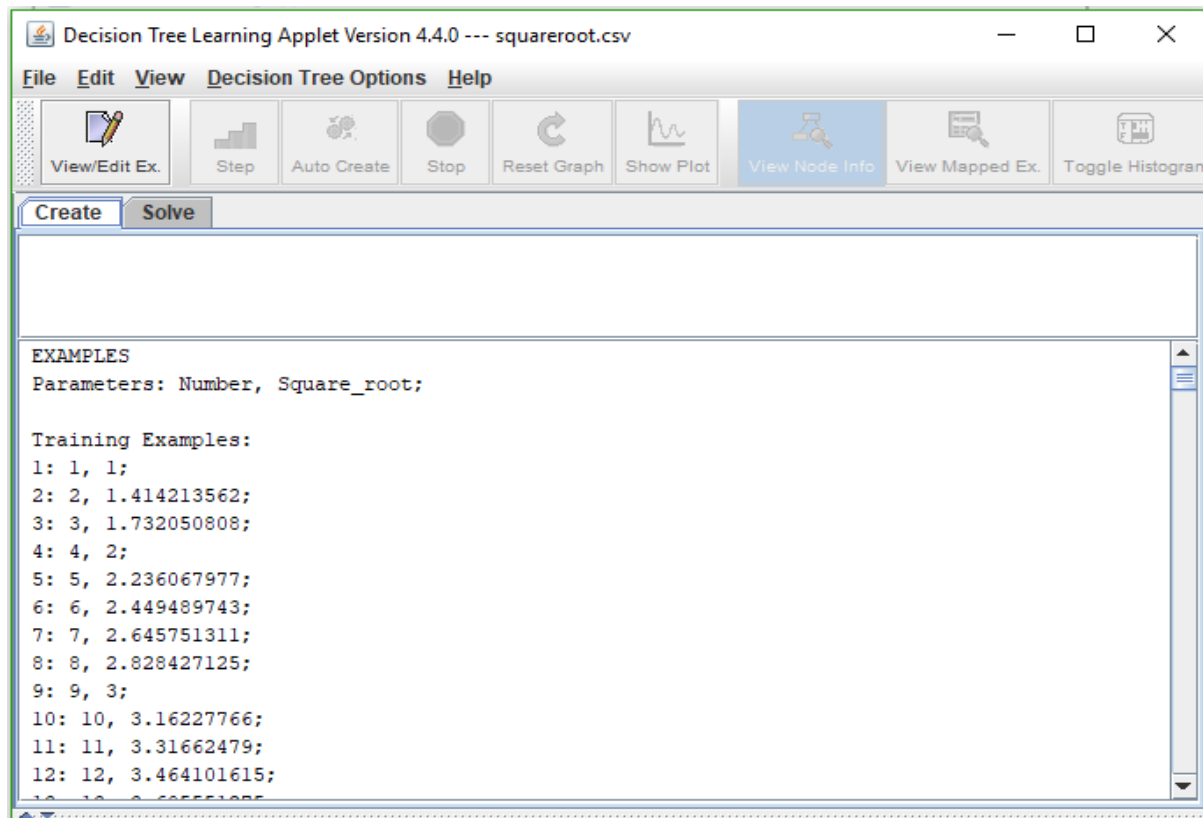 Decision Tree Learning Applet Version 4.4.0 --- squareroot.csv
File Edit View Decision Tree Options Help
View/Edit Ex. Step Auto Create Stop Reset Graph Show Plot View Node Info View Mapped Ex. Toggle Histogran
Create Solve
EXAMPLES
Parameters: Number, Square_root;
Training Examples:
1: 1, 1;
2: 2, 1.414213562;
3: 3, 1.732050808;
4: 4, 2;
5: 5, 2.236067977;
6: 6, 2.449489743;
7: 7, 2.645751311;
8: 8, 2.828427125;
9: 9, 3;
10: 10, 3.16227766;
11: 11, 3.31662479;
12: 12, 3.464101615;